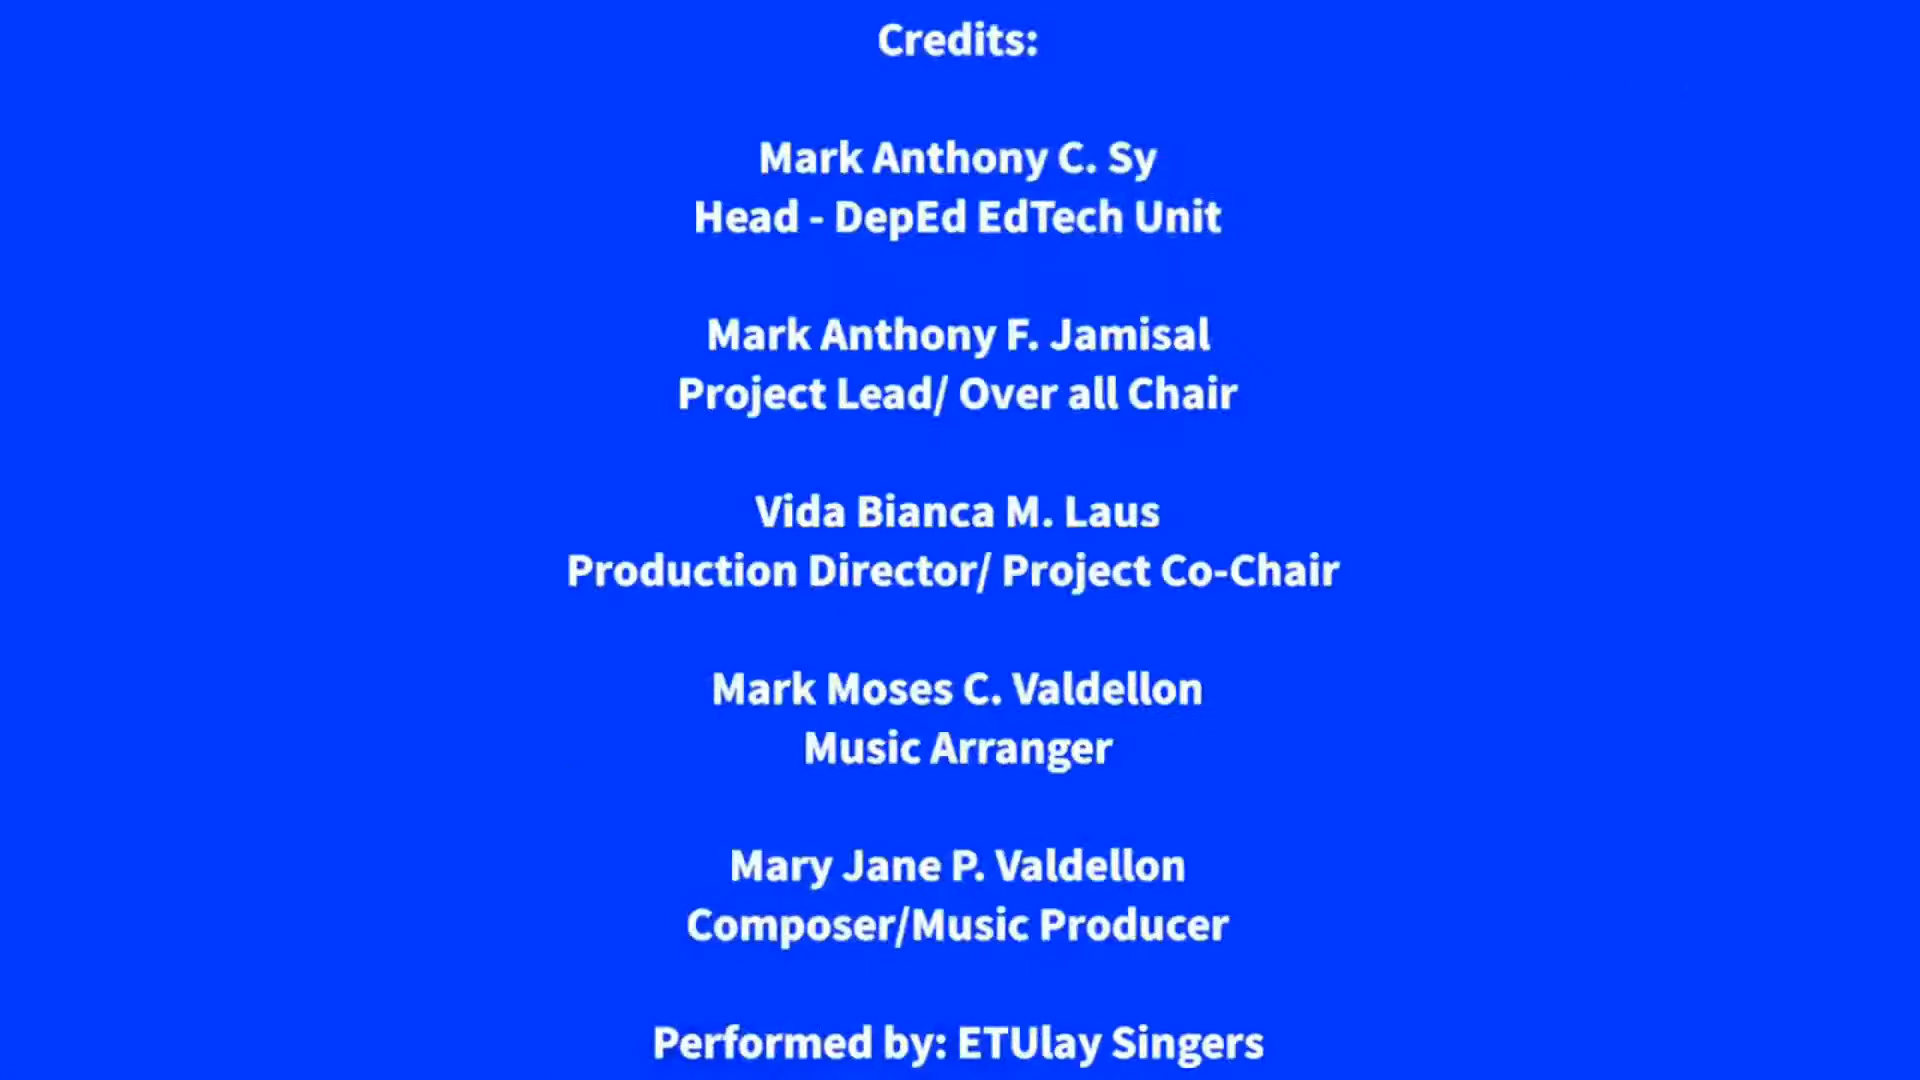 Credits:
Mark Anthony C. Sy
Head - DepEd EdTech Unit
Mark Anthony F. Jamisal
Project Lead/ Over all Chair
Vida Bianca M. Laus
Production Director/ Project Co-Chair
Mark Moses C. Valdellon
Music Arranger
Mary Jane P. Valdellon
Composer/Music Producer
Performed by: ETUlay Singers